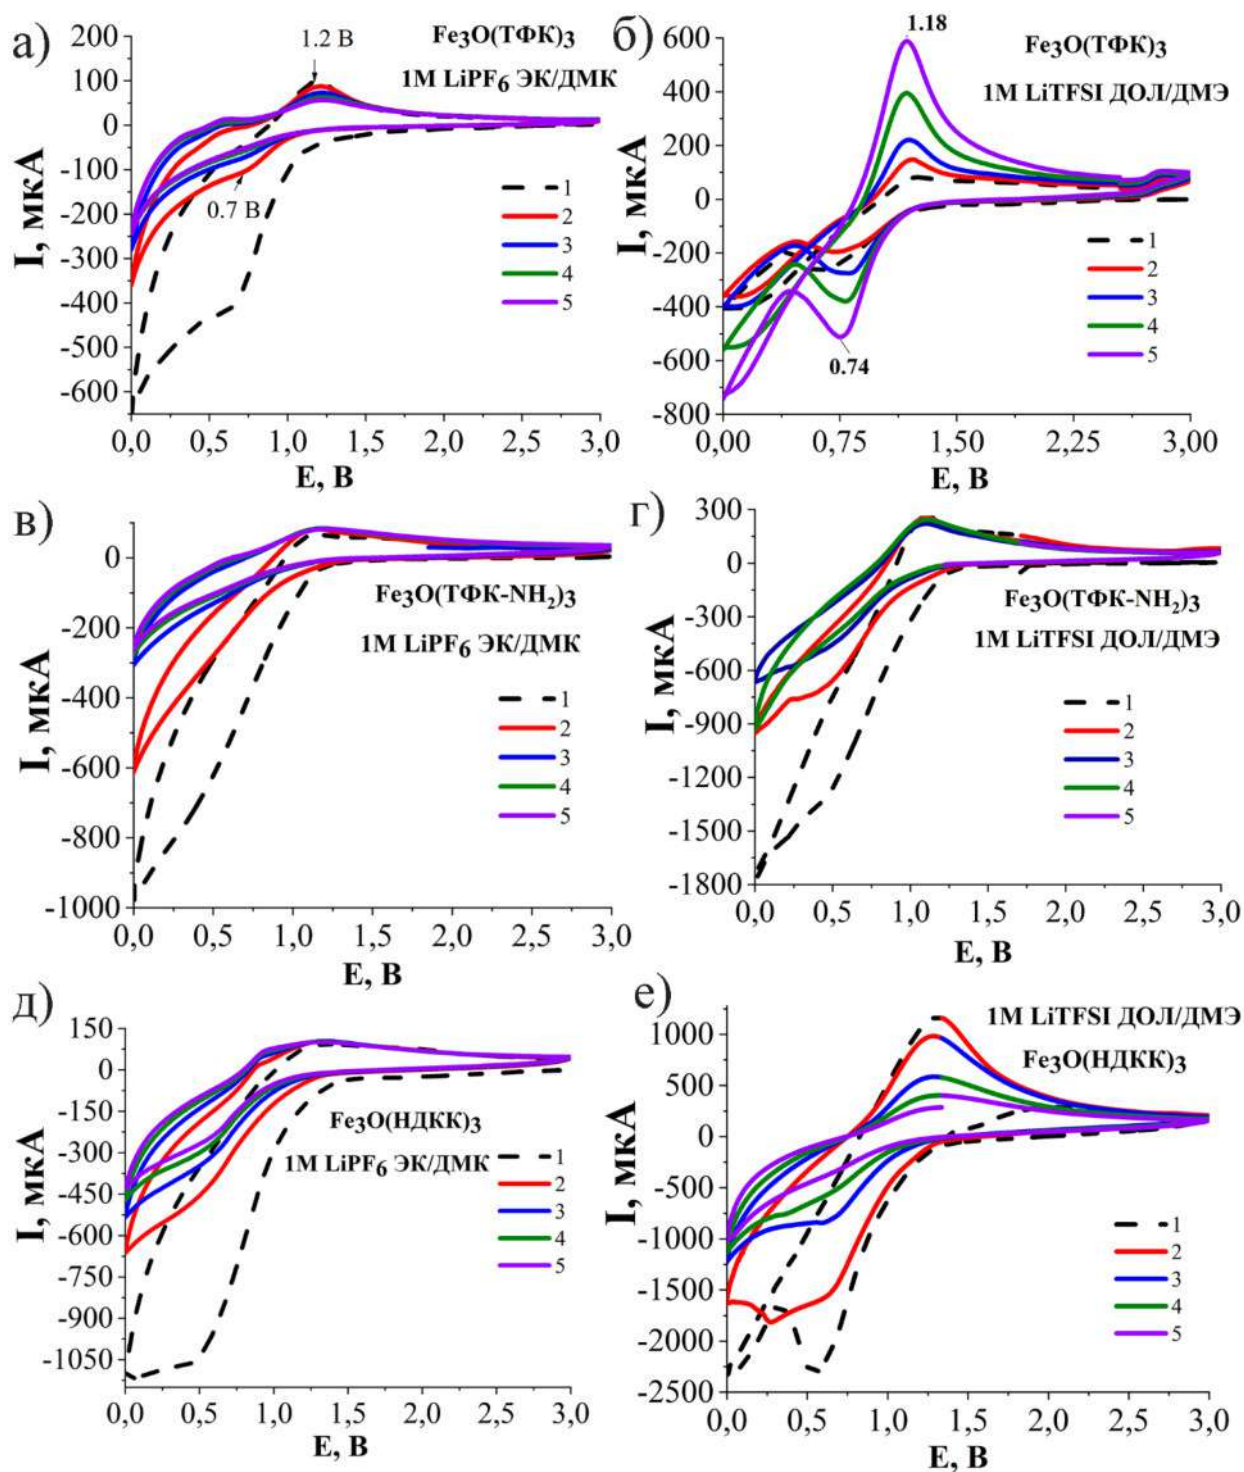 а)
Fe3O(ТФК)3
1М LiPF6 ЭК/ДМК
1.2 В
0.7 В
200
100
0
-100
-200
-300
-400
-500
-600
I, мкА
1
2
3
4
5
0,0 0,5 1,0 1,5 2,0 2,5 3,0
E, В
б)
1.18
Fe3O(ТФК)3
1М LiTFSI ДОЛ/ДМЭ
600
400
200
0
-200
-400
-600
-800
I, мкА
0.74
1
2
3
4
5
0,00 0,75 1,50 2,25 3,00
E, В
в)
0
-200
-400
-600
-800
-1000
I, мкА
Fe3O(ТФК-NH2)3
1М LiPF6 ЭК/ДМК
1
2
3
4
5
0,0 0,5 1,0 1,5 2,0 2,5 3,0
E, В
г)
300
0
-300
-600
-900
-1200
-1500
-1800
I, мкА
Fe3O(ТФК-NH2)3
1М LiTFSI ДОЛ/ДМЭ
1
2
3
4
5
0,0 0,5 1,0 1,5 2,0 2,5 3,0
E, В
д)
150
0
-150
-300
-450
-600
-750
-900
-1050
I, мкА
Fe3O(НДКК)3
1М LiPF6 ЭК/ДМК
1
2
3
4
5
0,0 0,5 1,0 1,5 2,0 2,5 3,0
E, В
е)
1М LiTFSI ДОЛ/ДМЭ
Fe3O(НДКК)3
1000
500
0
-500
-1000
-1500
-2000
-2500
I, мкА
1
2
3
4
5
0,0 0,5 1,0 1,5 2,0 2,5 3,0
E, В